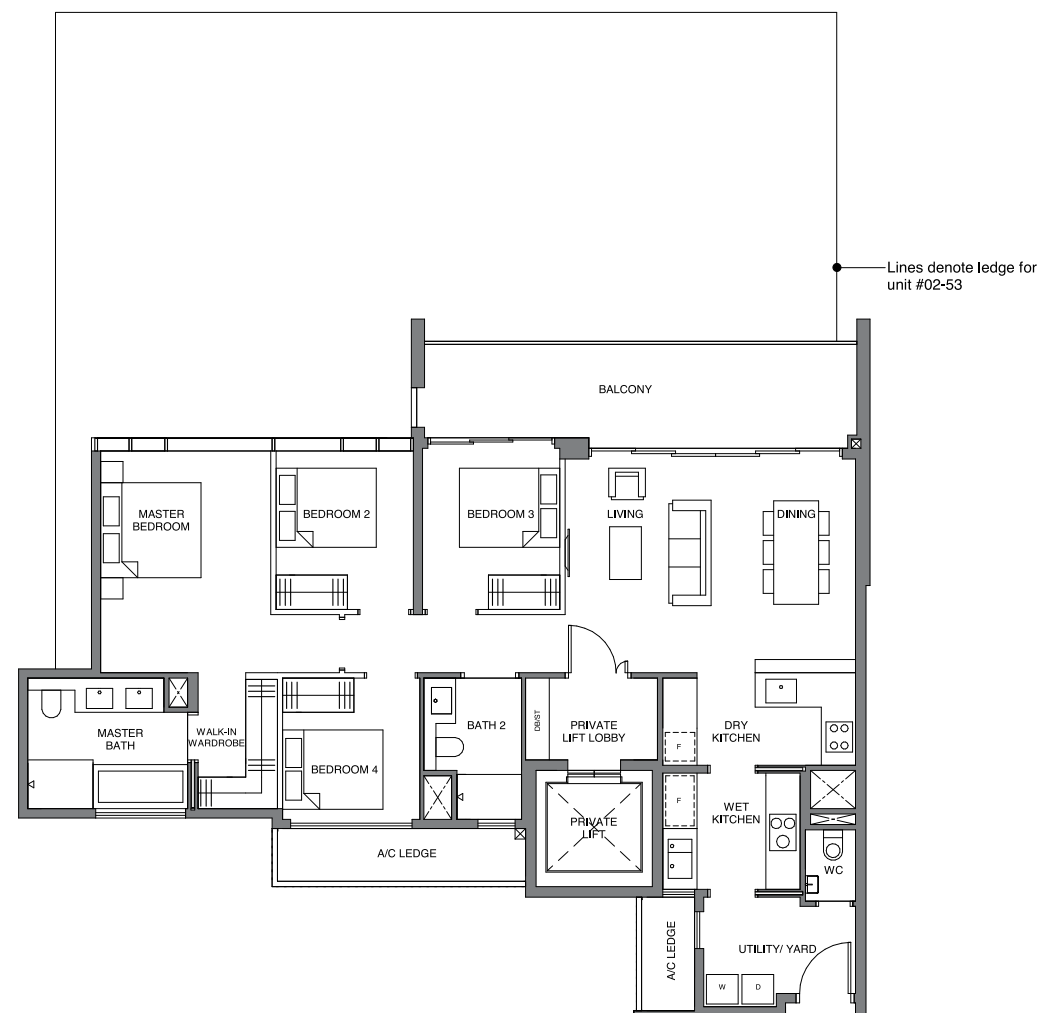 Lines denote ledge for
unit #02-53
BALCONY
MASTER
BEDROOM
BEDROOM 2
BEDROOM 3
LIVING
DINING
MASTER
BATH
WALK-IN
WARDROBE
BEDROOM 4
BATH 2
DB/ST
PRIVATE
LIFT LOBBY
F
DRY
KITCHEN
F
WET
KITCHEN
PRIVATE
LIFT
A/C LEDGE
WC
A/C LEDGE
UTILITY/ YARD
W
D